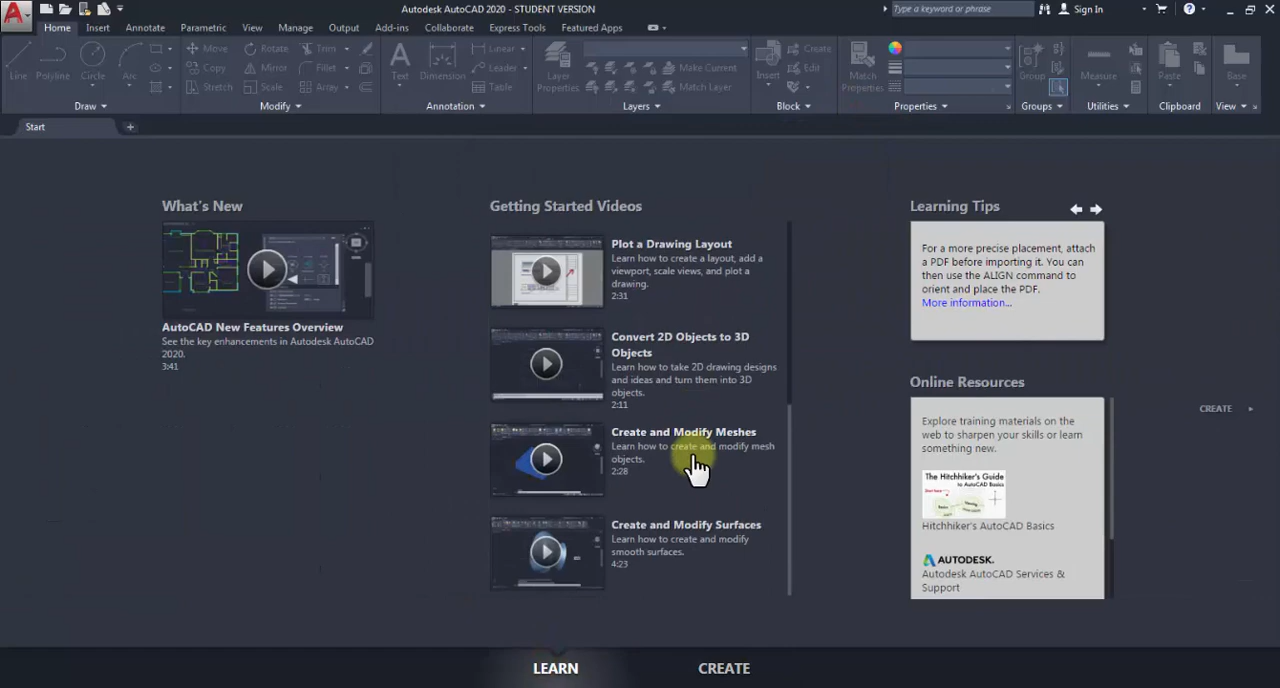 Autodesk AutoCAD 2020 - STUDENT VERSION
Type a keyword or phrase
Sign In
Home Insert Annotate Parametric View Manage Output Add-ins Collaborate Express Tools Featured Apps
Line
Polyline
Circle
Arc
Draw
Move
Rotate
Trim
Copy
Mirror
Fillet
Stretch
Scale
Array
Modify
Text
Dimension
Linear
Leader
Table
Annotation
Layer
Properties
Make Current
Match Layer
Layers
Insert
Create
Edit
Block
Match
Properties
Properties
Group
Groups
Measure
Utilities
Paste
Clipboard
Base
View
Start
What's New
AutoCAD New Features Overview
See the key enhancements in Autodesk AutoCAD
2020.
3:41
Getting Started Videos
Plot a Drawing Layout
Learn how to create a layout, add a
viewport, scale views, and plot a
drawing.
2:31
Convert 2D Objects to 3D
Objects
Learn how to take 2D drawing designs
and ideas and turn them into 3D
objects.
2:11
Create and Modify Meshes
Learn how to create and modify mesh
objects.
2:28
Create and Modify Surfaces
Learn how to create and modify
smooth surfaces.
4:23
Learning Tips
For a more precise placement, attach
a PDF before importing it. You can
then use the ALIGN command to
orient and place the PDF.
More information...
Online Resources
Explore training materials on the
web to sharpen your skills or learn
something new.
The Hitchhiker's Guide
to AutoCAD Basics
Hitchhiker's AutoCAD Basics
AUTODESK.
Autodesk AutoCAD Services &
Support
CREATE
LEARN
CREATE